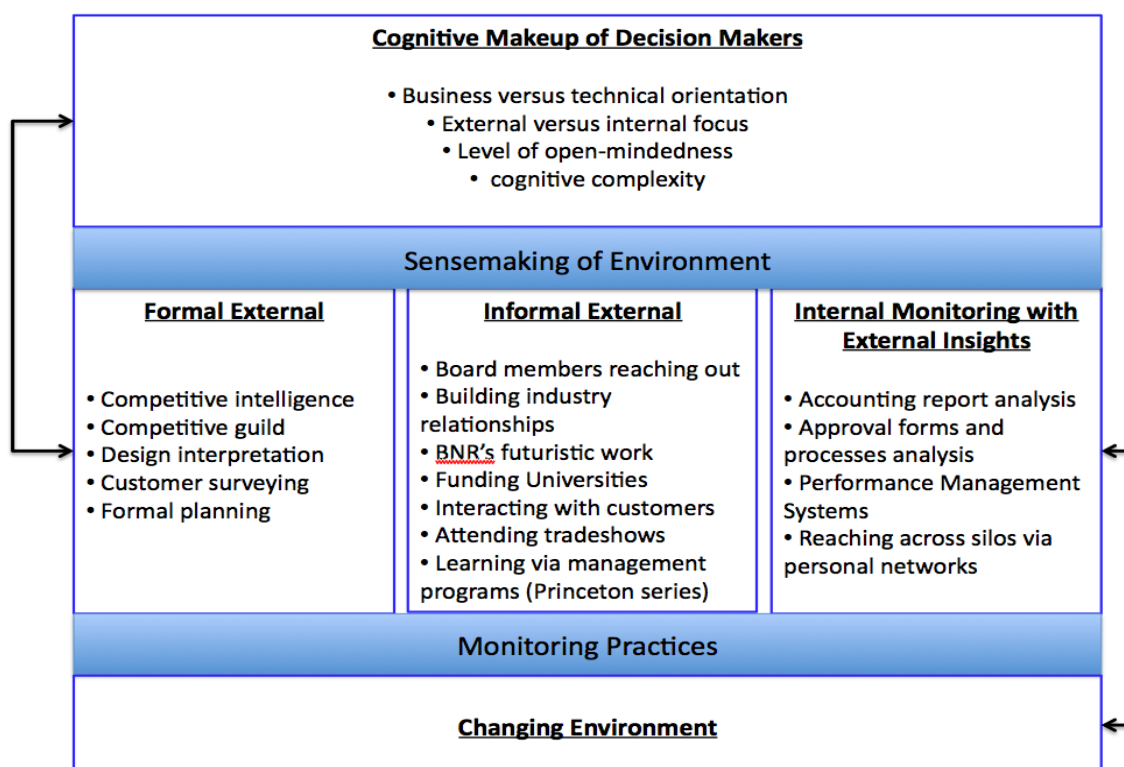 Cognitive Makeup of Decision Makers
• Business versus technical orientation
• External versus internal focus
• Level of open-mindedness
• cognitive complexity
Sensemaking of Environment
Formal External
• Competitive intelligence
• Competitive guild
• Design interpretation
• Customer surveying
• Formal planning
Informal External
• Board members reaching out
• Building industry
relationships
• BNR’s futuristic work
• Funding Universities
• Interacting with customers
• Attending tradeshows
• Learning via management
programs (Princeton series)
Internal Monitoring with
External Insights
• Accounting report analysis
• Approval forms and
processes analysis
• Performance Management
Systems
• Reaching across silos via
personal networks
Monitoring Practices
Changing Environment